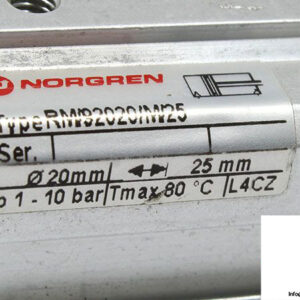 NORGREN
Type RM/92020/M/25
Ser.
Ø 20mm 25 mm
p 1 - 10 bar Tmax 80 °C L4CZ